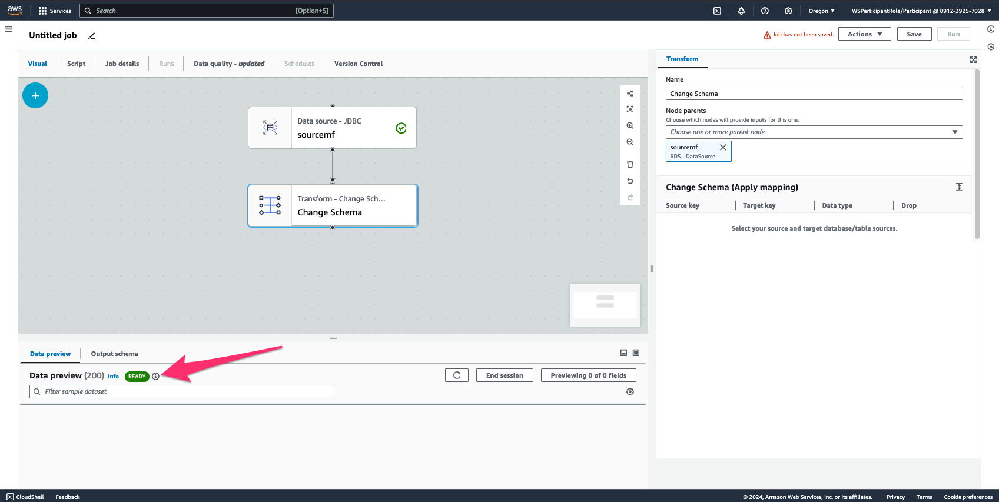 aws
Services
Search
[Option+S]
Oregon ▼
WSParticipantRole/Participant @ 0912-3925-7028 ▼
Untitled job
Job has not been saved
Actions ▼
Save
Run
Visual
Script
Job details
Runs
Data quality - updated
Schedules
Version Control
Data source - JDBC
sourcemf
Transform - Change Sch...
Change Schema
Transform
Name
Change Schema
Node parents
Choose which nodes will provide inputs for this one.
Choose one or more parent node
sourcemf
RDS - DataSource
Change Schema (Apply mapping)
Source key
Target key
Data type
Drop
Select your source and target database/table sources.
Data preview
Output schema
Data preview (200) Info READY
End session
Previewing 0 of 0 fields
Filter sample dataset
CloudShell
Feedback
© 2024, Amazon Web Services, Inc. or its affiliates.
Privacy
Terms
Cookie preferences